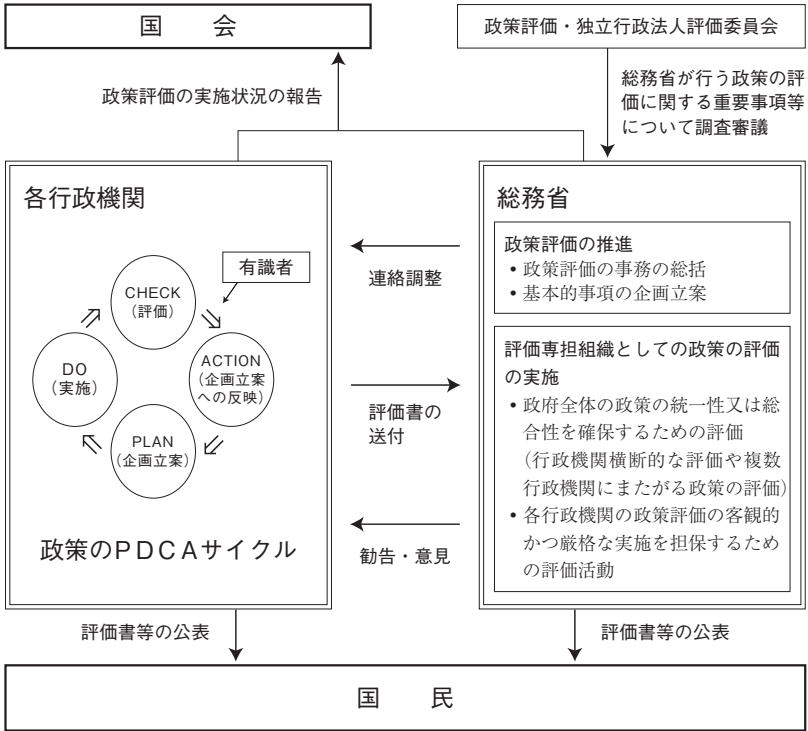 国　会
政策評価・独立行政法人評価委員会
政策評価の実施状況の報告
総務省が行う政策の評
価に関する重要事項等
について調査審議
各行政機関
有識者
CHECK
（評価）
DO
（実施）
ACTION
（企画立案
への反映）
PLAN
（企画立案）
政策のPDCAサイクル
連絡調整
評価書の
送付
勧告・意見
総務省
政策評価の推進
・政策評価の事務の総括
・基本的事項の企画立案
評価専担組織としての政策の評価
の実施
・政府全体の政策の統一性又は総
合性を確保するための評価
（行政機関横断的な評価や複数
行政機関にまたがる政策の評価）
・各行政機関の政策評価の客観的
かつ厳格な実施を担保するため
の評価活動
評価書等の公表
評価書等の公表
国　民